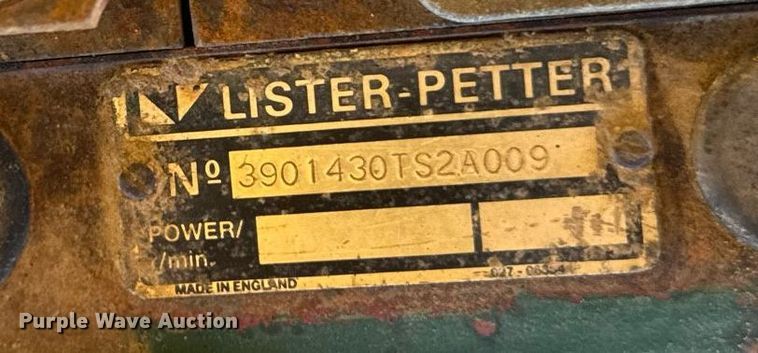 LISTER-PETTER
Nº 3901430TS2A009
POWER/
r/min.
MADE IN ENGLAND
Purple Wave Auction